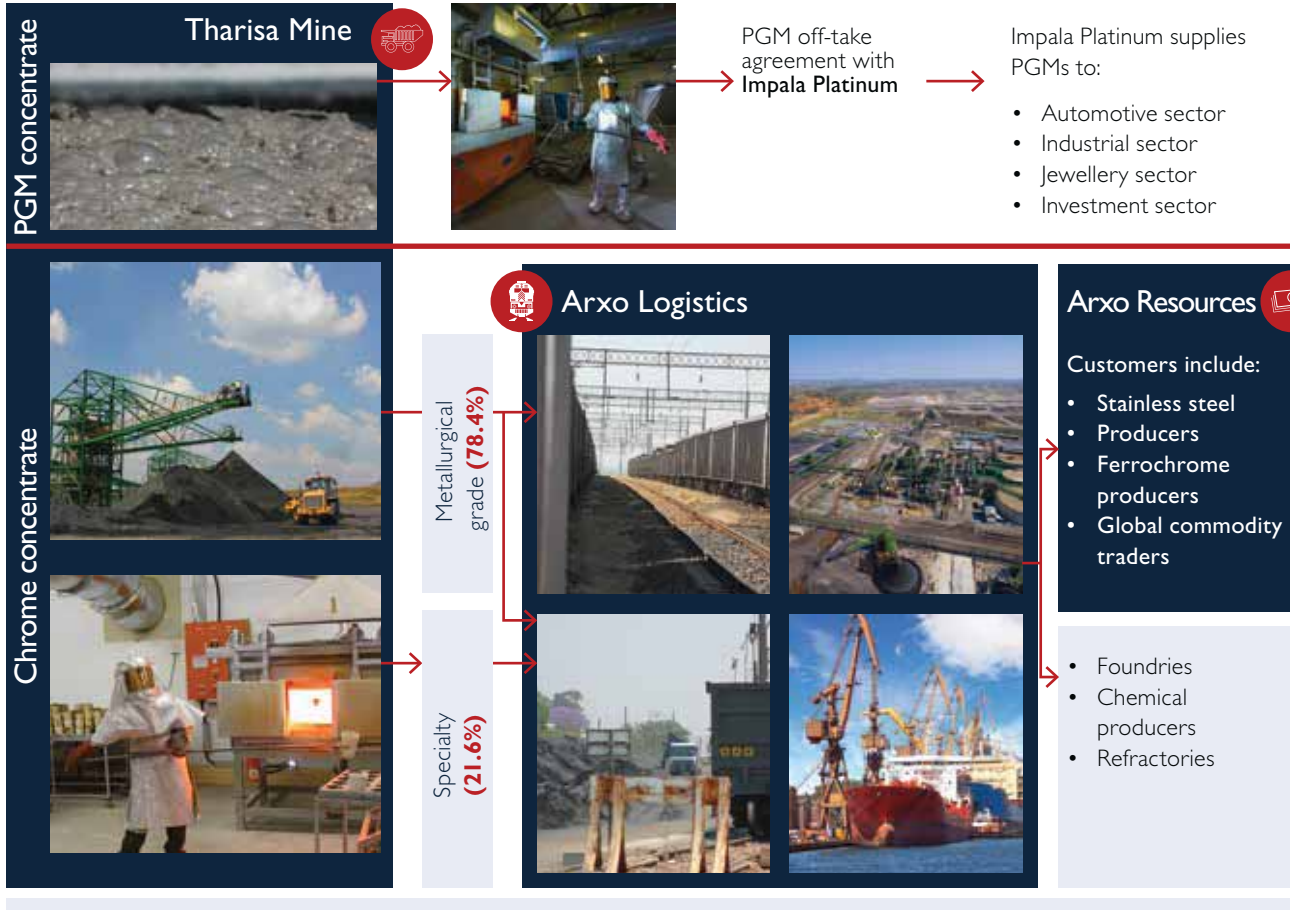 PGM concentrate
Tharisa Mine
PGM off-take
agreement with
Impala Platinum
Impala Platinum supplies
PGMs to:
• Automotive sector
• Industrial sector
• Jewellery sector
• Investment sector
Chrome concentrate
Metallurgical
grade (78.4%)
Specialty
(21.6%)
Arxo Logistics
Arxo Resources
Customers include:
• Stainless steel
• Producers
• Ferrochrome
producers
• Global commodity
traders
• Foundries
• Chemical
producers
• Refractories